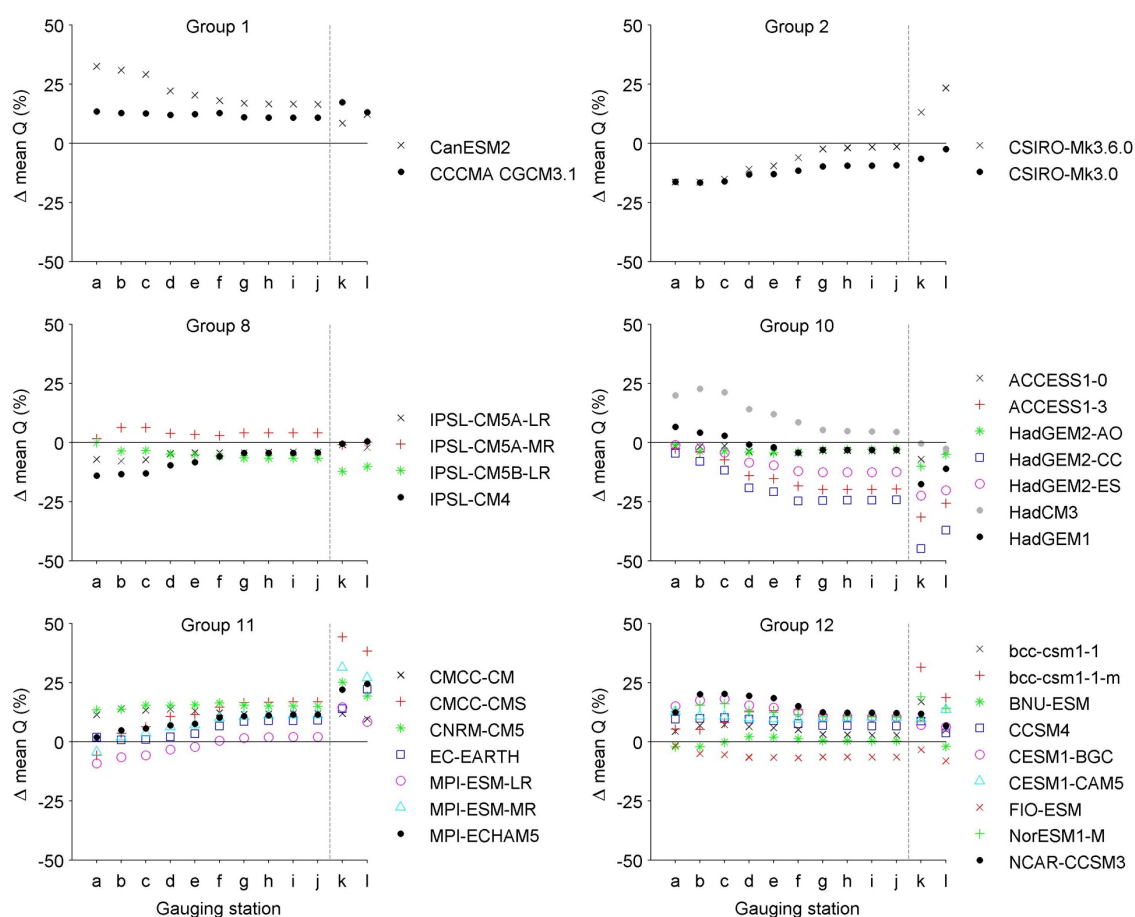 Group 1
Δ mean Q (%)
50
25
0
-25
-50
a b c d e f g h i j k l
CanESM2
CCCMA CGCM3.1
Group 2
Δ mean Q (%)
50
25
0
-25
-50
a b c d e f g h i j k l
CSIRO-Mk3.6.0
CSIRO-Mk3.0
Group 8
Δ mean Q (%)
50
25
0
-25
-50
a b c d e f g h i j k l
IPSL-CM5A-LR
IPSL-CM5A-MR
IPSL-CM5B-LR
IPSL-CM4
Group 10
Δ mean Q (%)
50
25
0
-25
-50
a b c d e f g h i j k l
ACCESS1-0
ACCESS1-3
HadGEM2-AO
HadGEM2-CC
HadGEM2-ES
HadCM3
HadGEM1
Group 11
Δ mean Q (%)
50
25
0
-25
-50
a b c d e f g h i j k l
Gauging station
CMCC-CM
CMCC-CMS
CNRM-CM5
EC-EARTH
MPI-ESM-LR
MPI-ESM-MR
MPI-ECHAM5
Group 12
Δ mean Q (%)
50
25
0
-25
-50
a b c d e f g h i j k l
Gauging station
bcc-csm1-1
bcc-csm1-1-m
BNU-ESM
CCSM4
CESM1-BGC
CESM1-CAM5
FIO-ESM
NorESM1-M
NCAR-CCSM3